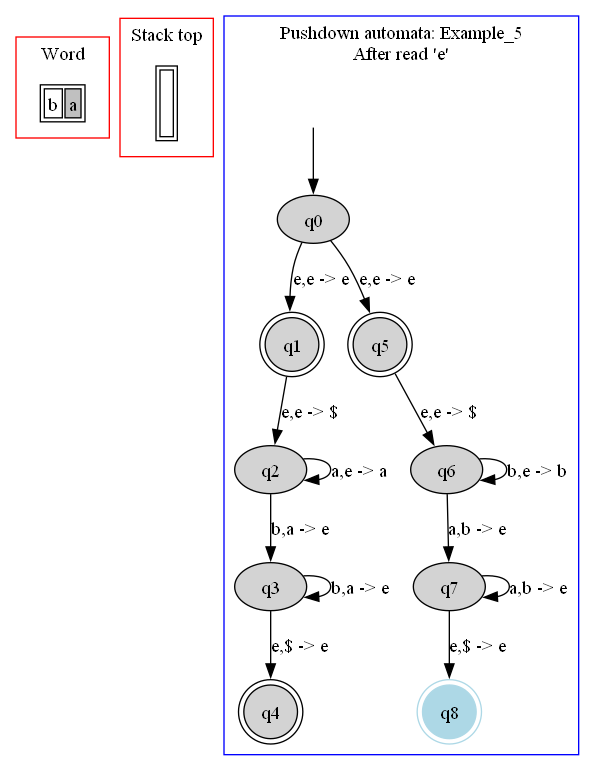 Word
b a
Stack top
Pushdown automata: Example_5
After read 'e'
q0
e,e -> e
e,e -> e
q1
q5
e,e -> $
e,e -> $
q2
a,e -> a
q6
b,e -> b
b,a -> e
a,b -> e
q3
b,a -> e
q7
a,b -> e
e,$ -> e
e,$ -> e
q4
q8